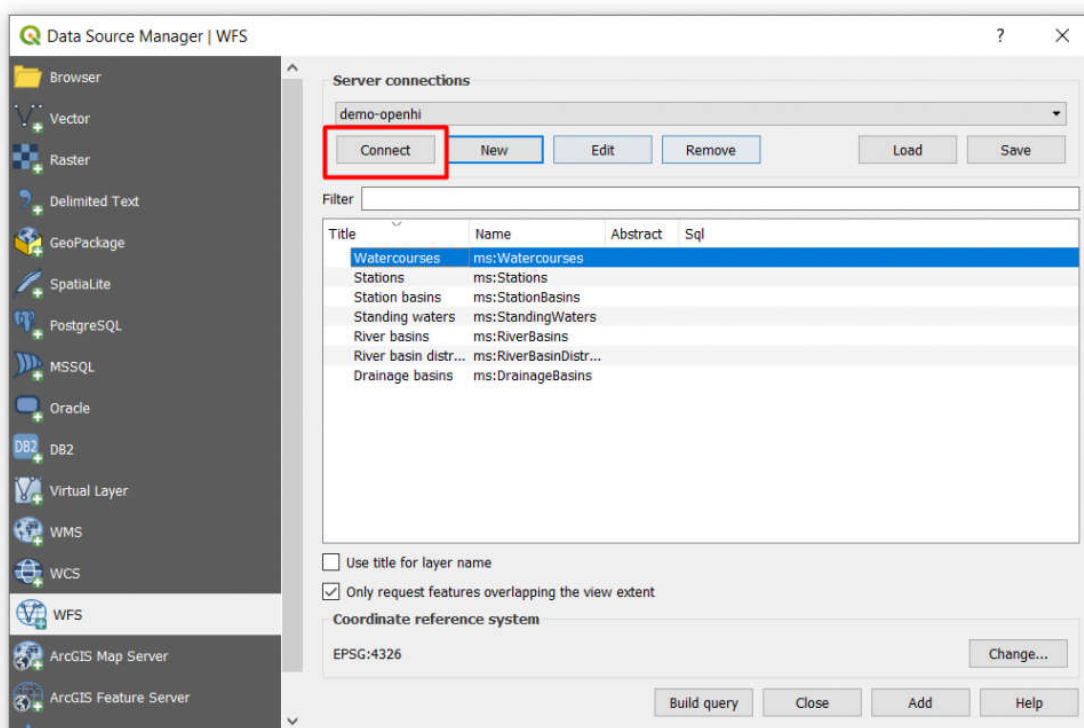 Data Source Manager | WFS
? 
Browser
Vector
Raster
Delimited Text
GeoPackage
SpatiaLite
PostgreSQL
MSSQL
Oracle
DB2 DB2
Virtual Layer
WMS
WCS
WFS
ArcGIS Map Server
ArcGIS Feature Server
Server connections
demo-openhi
Connect New Edit Remove Load Save
Filter
Title Name Abstract Sql
Watercourses ms:Watercourses
Stations ms:Stations
Station basins ms:StationBasins
Standing waters ms:StandingWaters
River basins ms:RiverBasins
River basin distr... ms:RiverBasinDistr...
Drainage basins ms:DrainageBasins
Use title for layer name
Only request features overlapping the view extent
Coordinate reference system
EPSG:4326 Change...
Build query Close Add Help